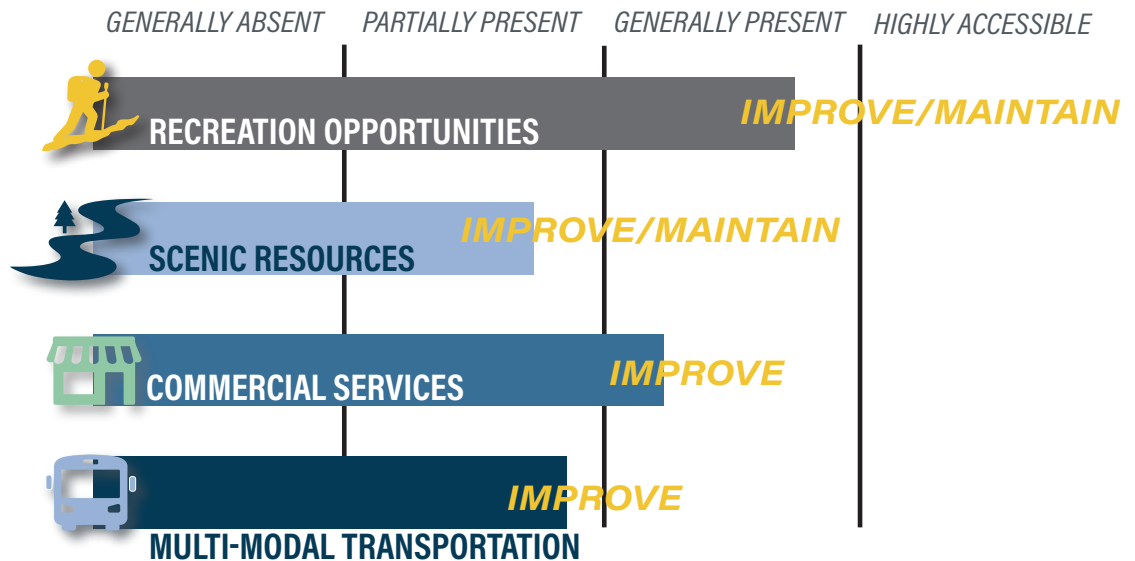 GENERALLY ABSENT PARTIALLY PRESENT GENERALLY PRESENT HIGHLY ACCESSIBLE
IMPROVE/MAINTAIN
RECREATION OPPORTUNITIES
IMPROVE/MAINTAIN
SCENIC RESOURCES
IMPROVE
COMMERCIAL SERVICES
IMPROVE
MULTI-MODAL TRANSPORTATION